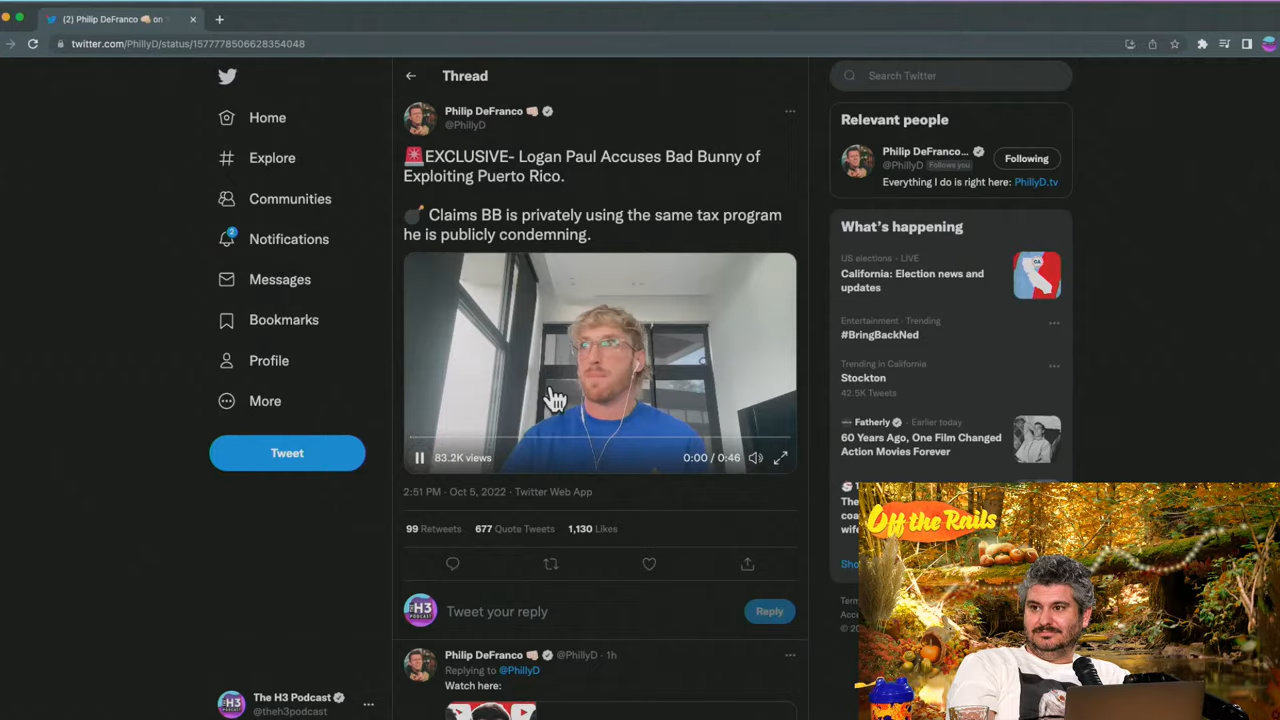 (2) Philip DeFranco 👊🏻 on
twitter.com/PhillyD/status/1577778506628354048
Thread
Search Twitter
Home
Explore
Communities
2
Notifications
Messages
Bookmarks
Profile
More
Tweet
The H3 Podcast
@theh3podcast
Philip DeFranco 👊🏻
@PhillyD
🚨EXCLUSIVE- Logan Paul Accuses Bad Bunny of
Exploiting Puerto Rico.
💣 Claims BB is privately using the same tax program
he is publicly condemning.
83.2K views
0:00 / 0:46
2:51 PM · Oct 5, 2022 · Twitter Web App
99 Retweets 677 Quote Tweets 1,130 Likes
THE H3 PODCAST
Tweet your reply
Reply
Philip DeFranco 👊🏻 @PhillyD · 1h
Replying to @PhillyD
Watch here:
Relevant people
Philip DeFranco...
@PhillyD Follows you
Following
Everything I do is right here: PhillyD.tv
What's happening
US elections · LIVE
California: Election news and
updates
Entertainment · Trending
#BringBackNed
Trending in California
Stockton
42.5K Tweets
Fatherly · Earlier today
60 Years Ago, One Film Changed
Action Movies Forever
Off the Rails